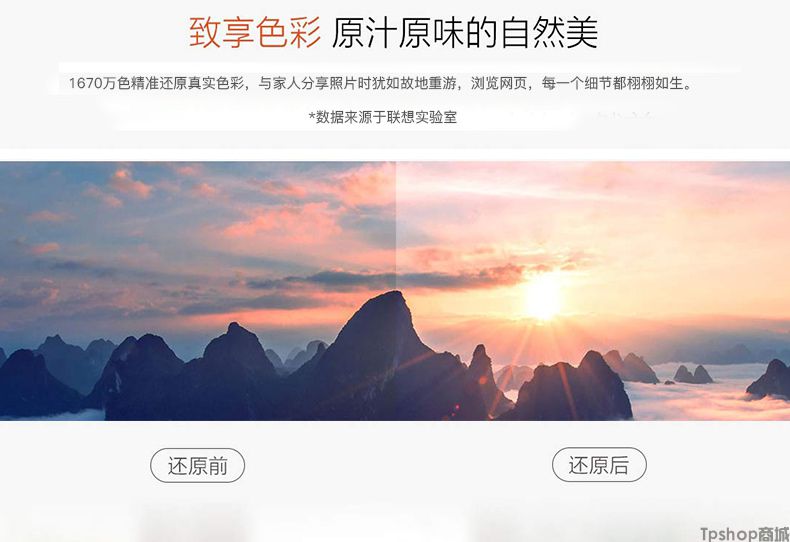 致享色彩 原汁原味的自然美
1670万色精准还原真实色彩，与家人分享照片时犹如故地重游，浏览网页，每一个细节都栩栩如生。
*数据来源于联想实验室
还原前
还原后
Tpshop商城